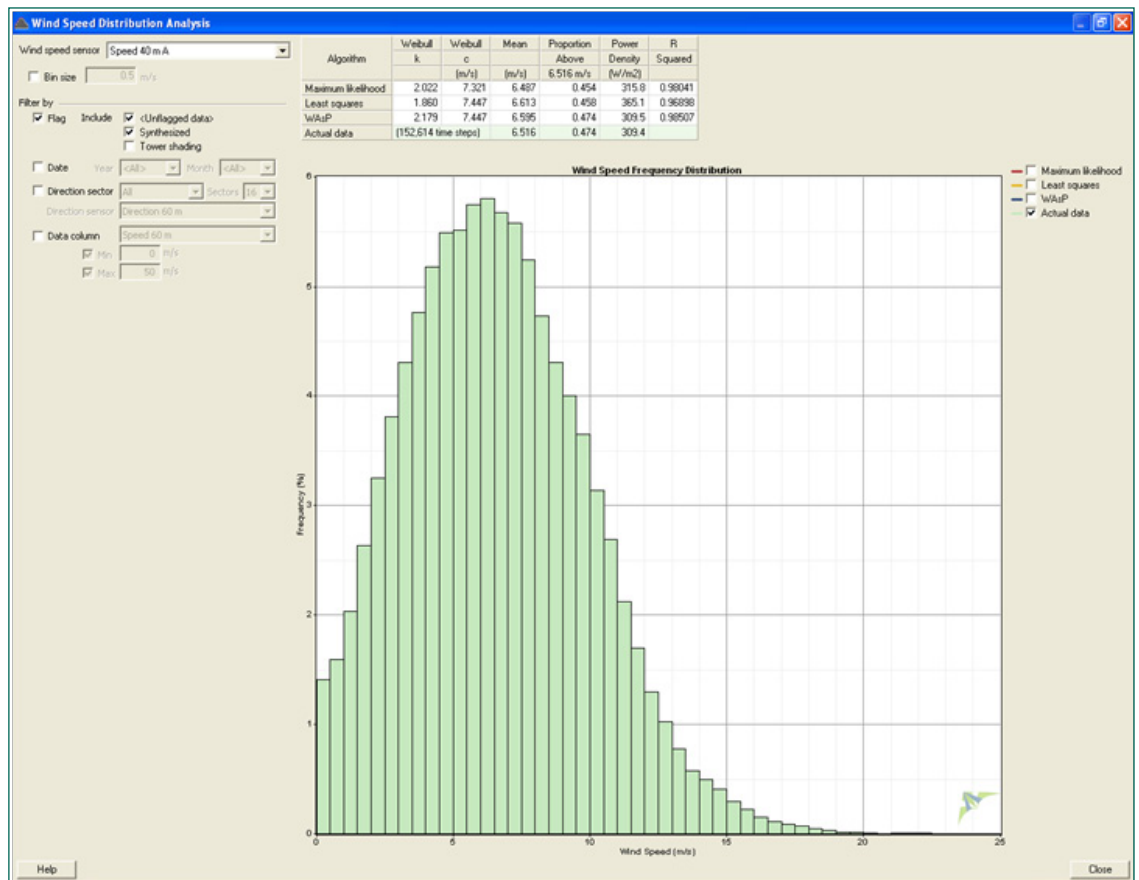 Wind Speed Distribution Analysis
Wind speed sensor Speed 40 m A
Bin size 0.5 m/s
Filter by
Flag Include <Unflagged data>
Synthesized
Tower shading
Date Year <All> Month <All>
Direction sector All Sectors 16
Direction sensor Direction 60 m
Data column Speed 60 m
Min 0 m/s
Max 50 m/s
Weibull Weibull Mean Proportion Power R
Algorithm k c Above Density Squared
(m/s) (m/s) 6.516 m/s (W/m2)
Maximum likelihood 2.022 7.321 6.487 0.454 315.8 0.98041
Least squares 1.860 7.447 6.613 0.458 365.1 0.96898
WAsP 2.179 7.447 6.595 0.474 309.5 0.98507
Actual data (152,614 time steps) 6.516 0.474 309.4
Wind Speed Frequency Distribution
6
5
4
3
2
1
0
Frequency (%)
0 5 10 15 20 25
Wind Speed (m/s)
Maximum likelihood
Least squares
WAsP
Actual data
Help
Close